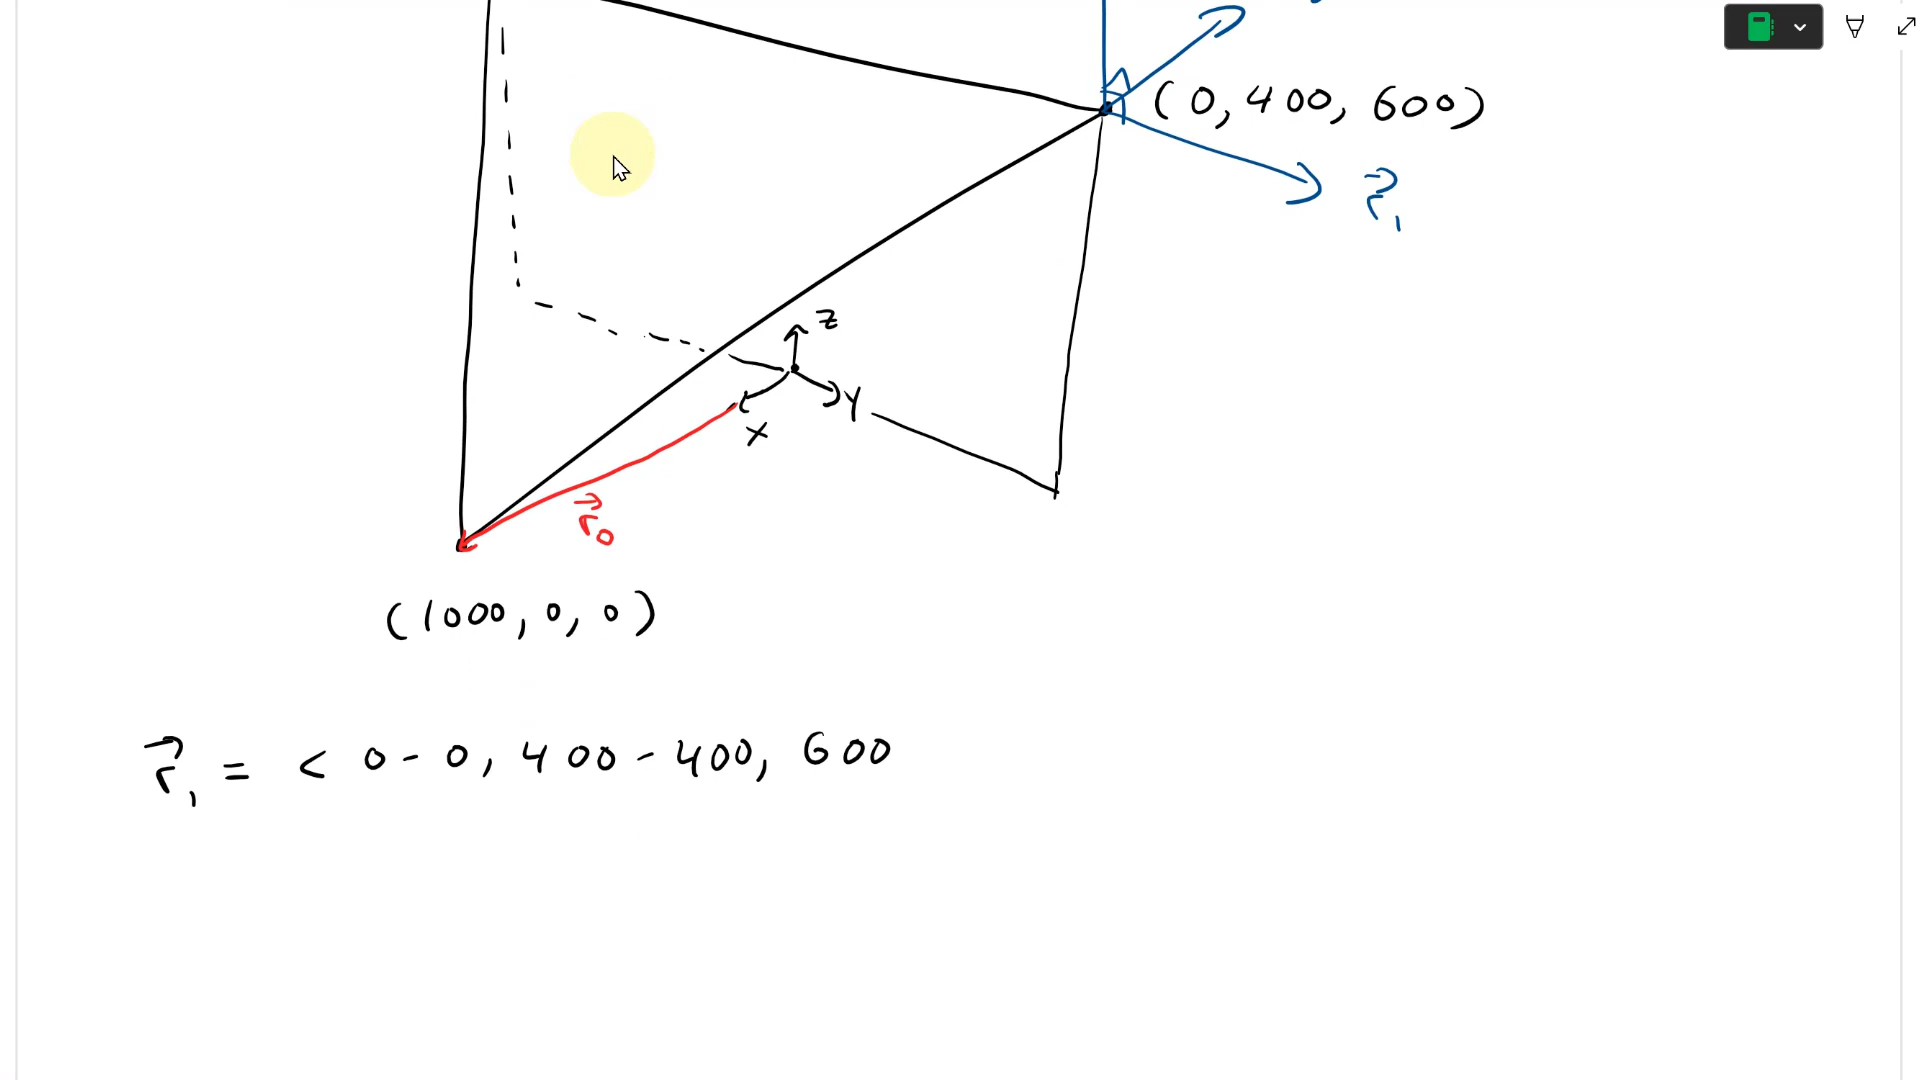 (0, 400, 600)
r⃗₁
z
y
x
r⃗₀
(1000, 0, 0)
r⃗₁ = < 0 - 0, 400 - 400, 600